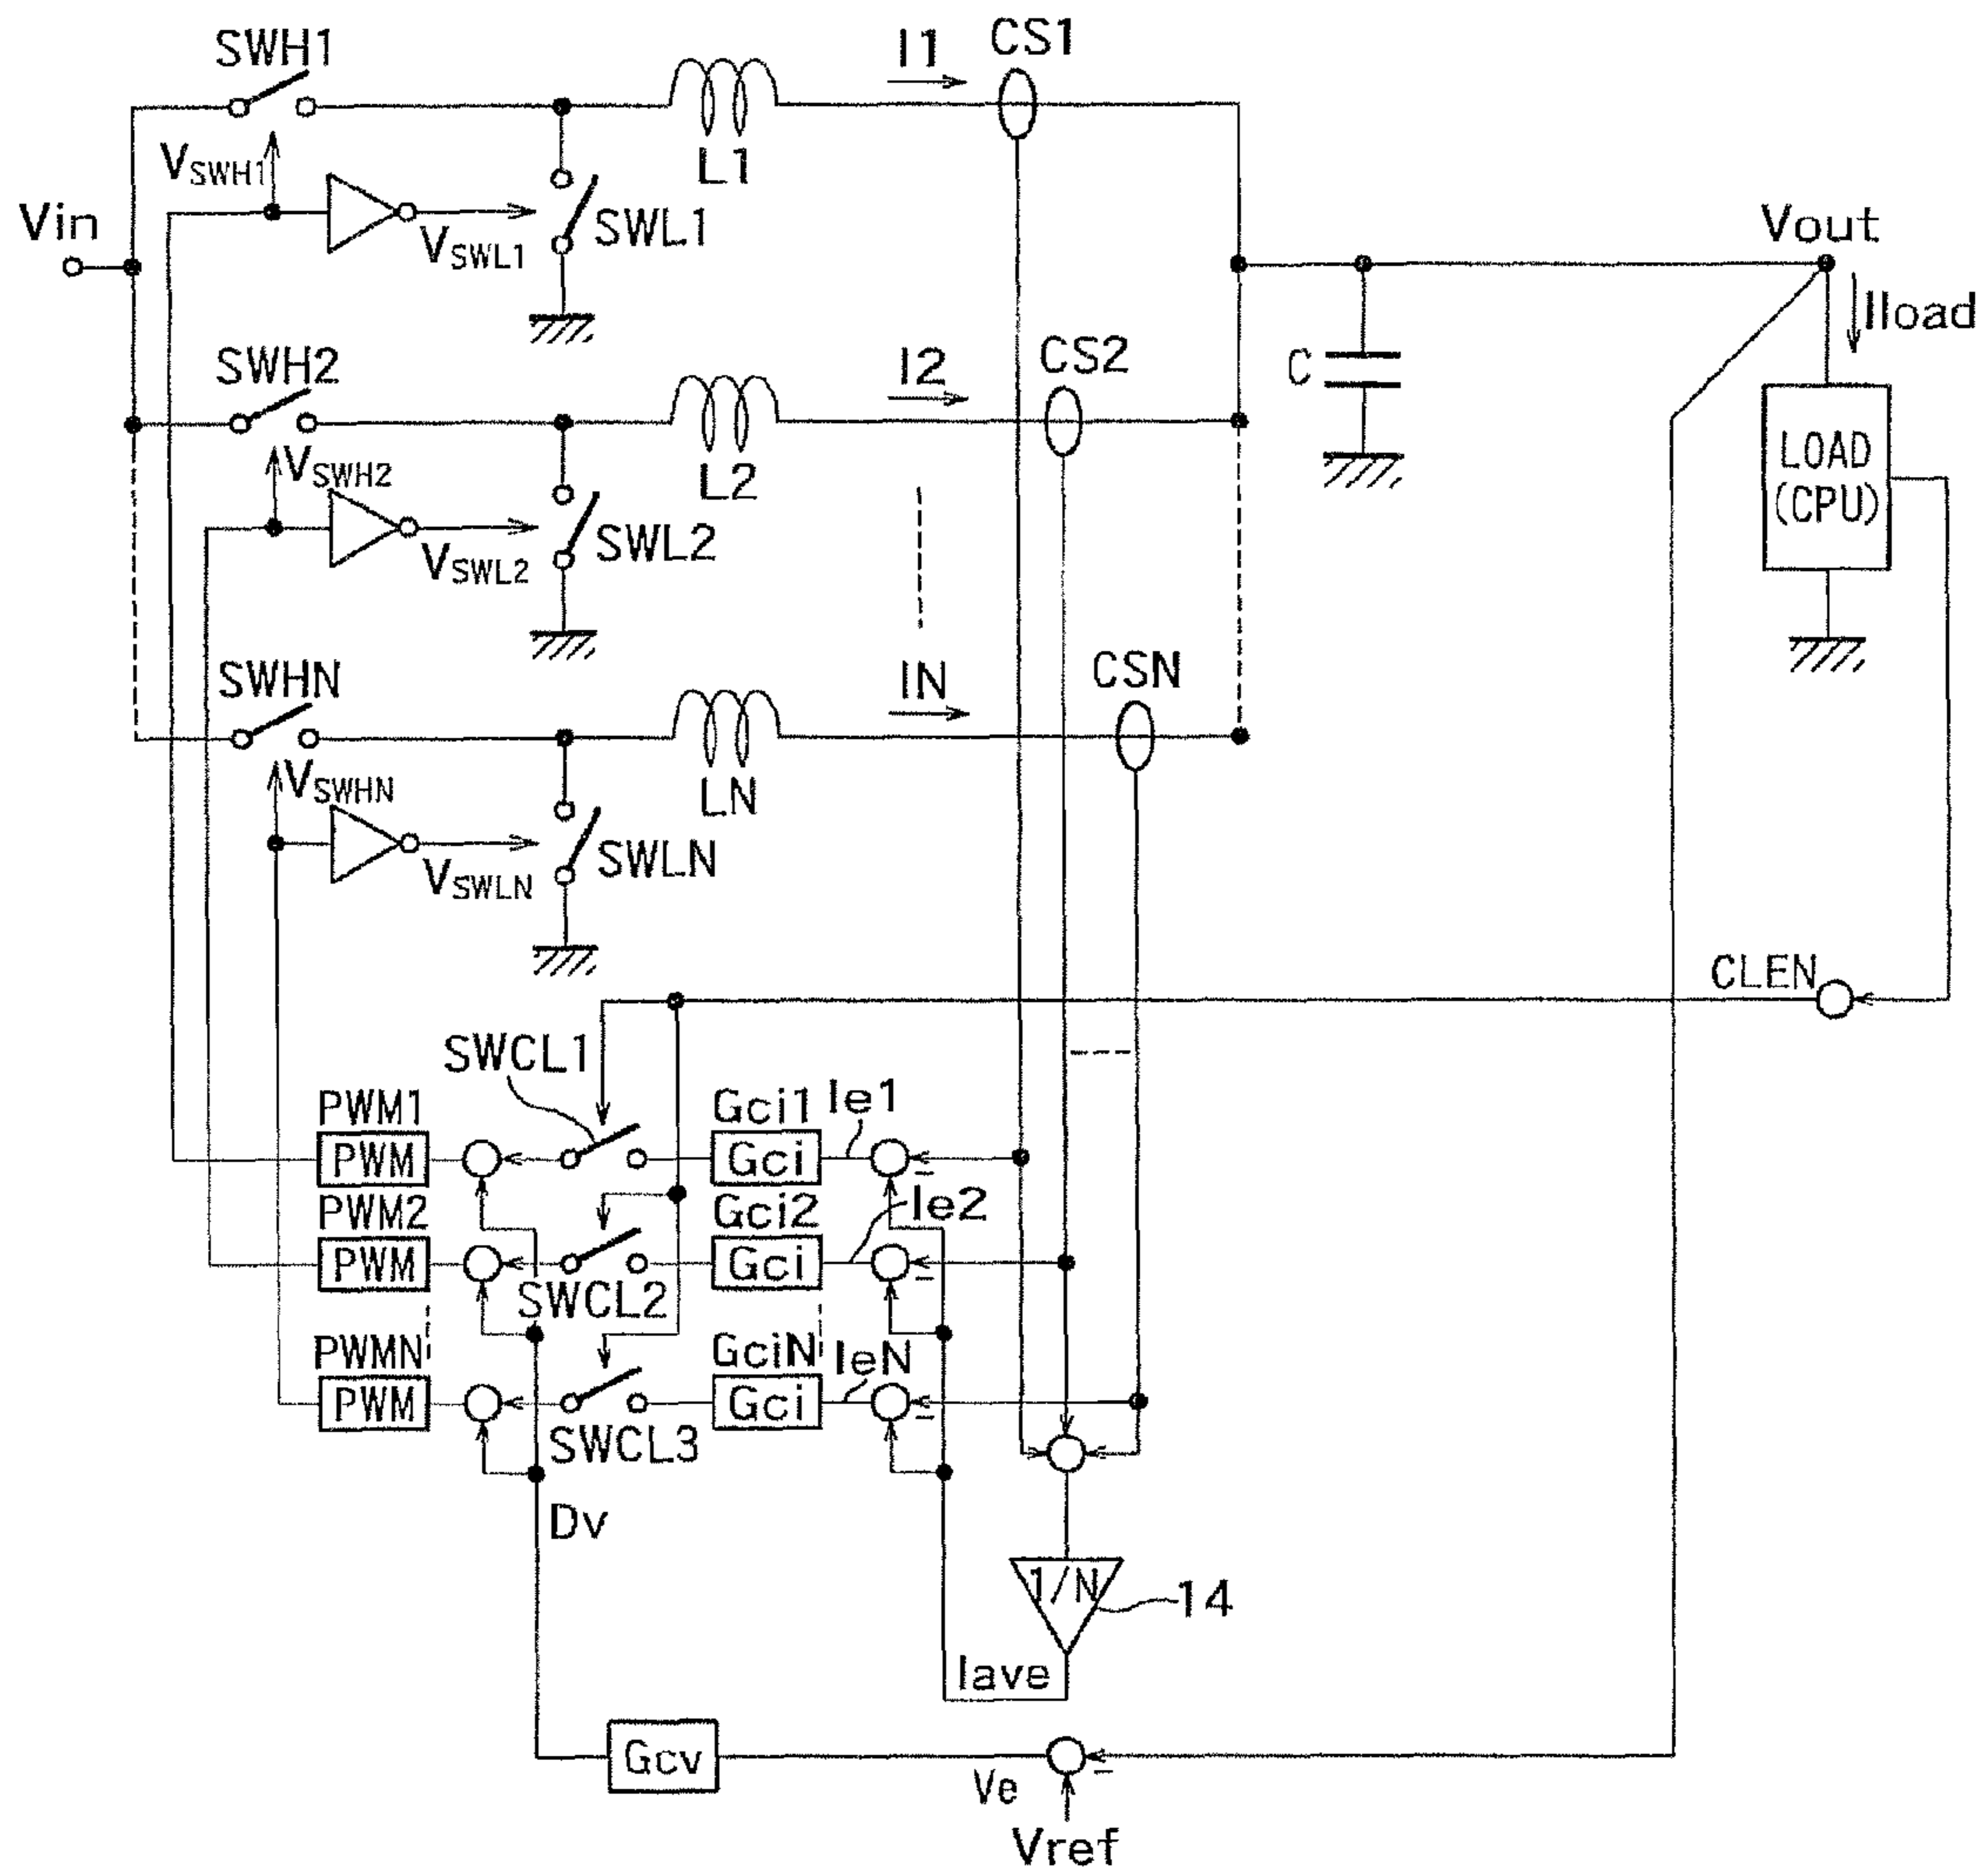 SWH1
I1
CS1
VSWH1
L1
Vin
VSWL1
SWL1
Vout
Iload
SWH2
I2
CS2
C
VSWH2
L2
LOAD
(CPU)
VSWL2
SWL2
SWHN
IN
CSN
VSWHN
LN
VSWLN
SWLN
CLEN
SWCL1
PWM1
Gci1
Ie1
PWM
Gci
-
PWM2
Gci2
Ie2
PWM
Gci
-
SWCL2
PWMN
GciN
IeN
PWM
Gci
-
SWCL3
Dv
1/N
14
Iave
Gcv
Ve
-
Vref